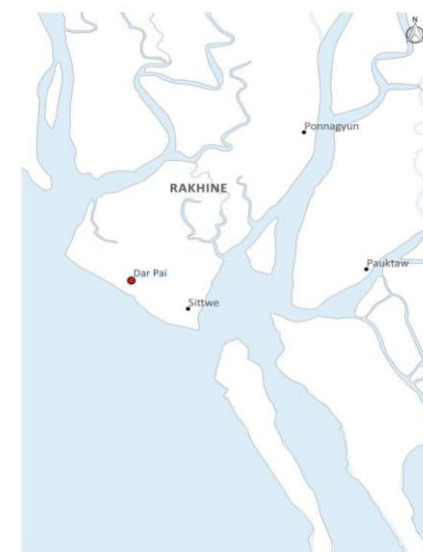 N
Ponnagyun
RAKHINE
Pauktaw
Dar Pai
Sittwe